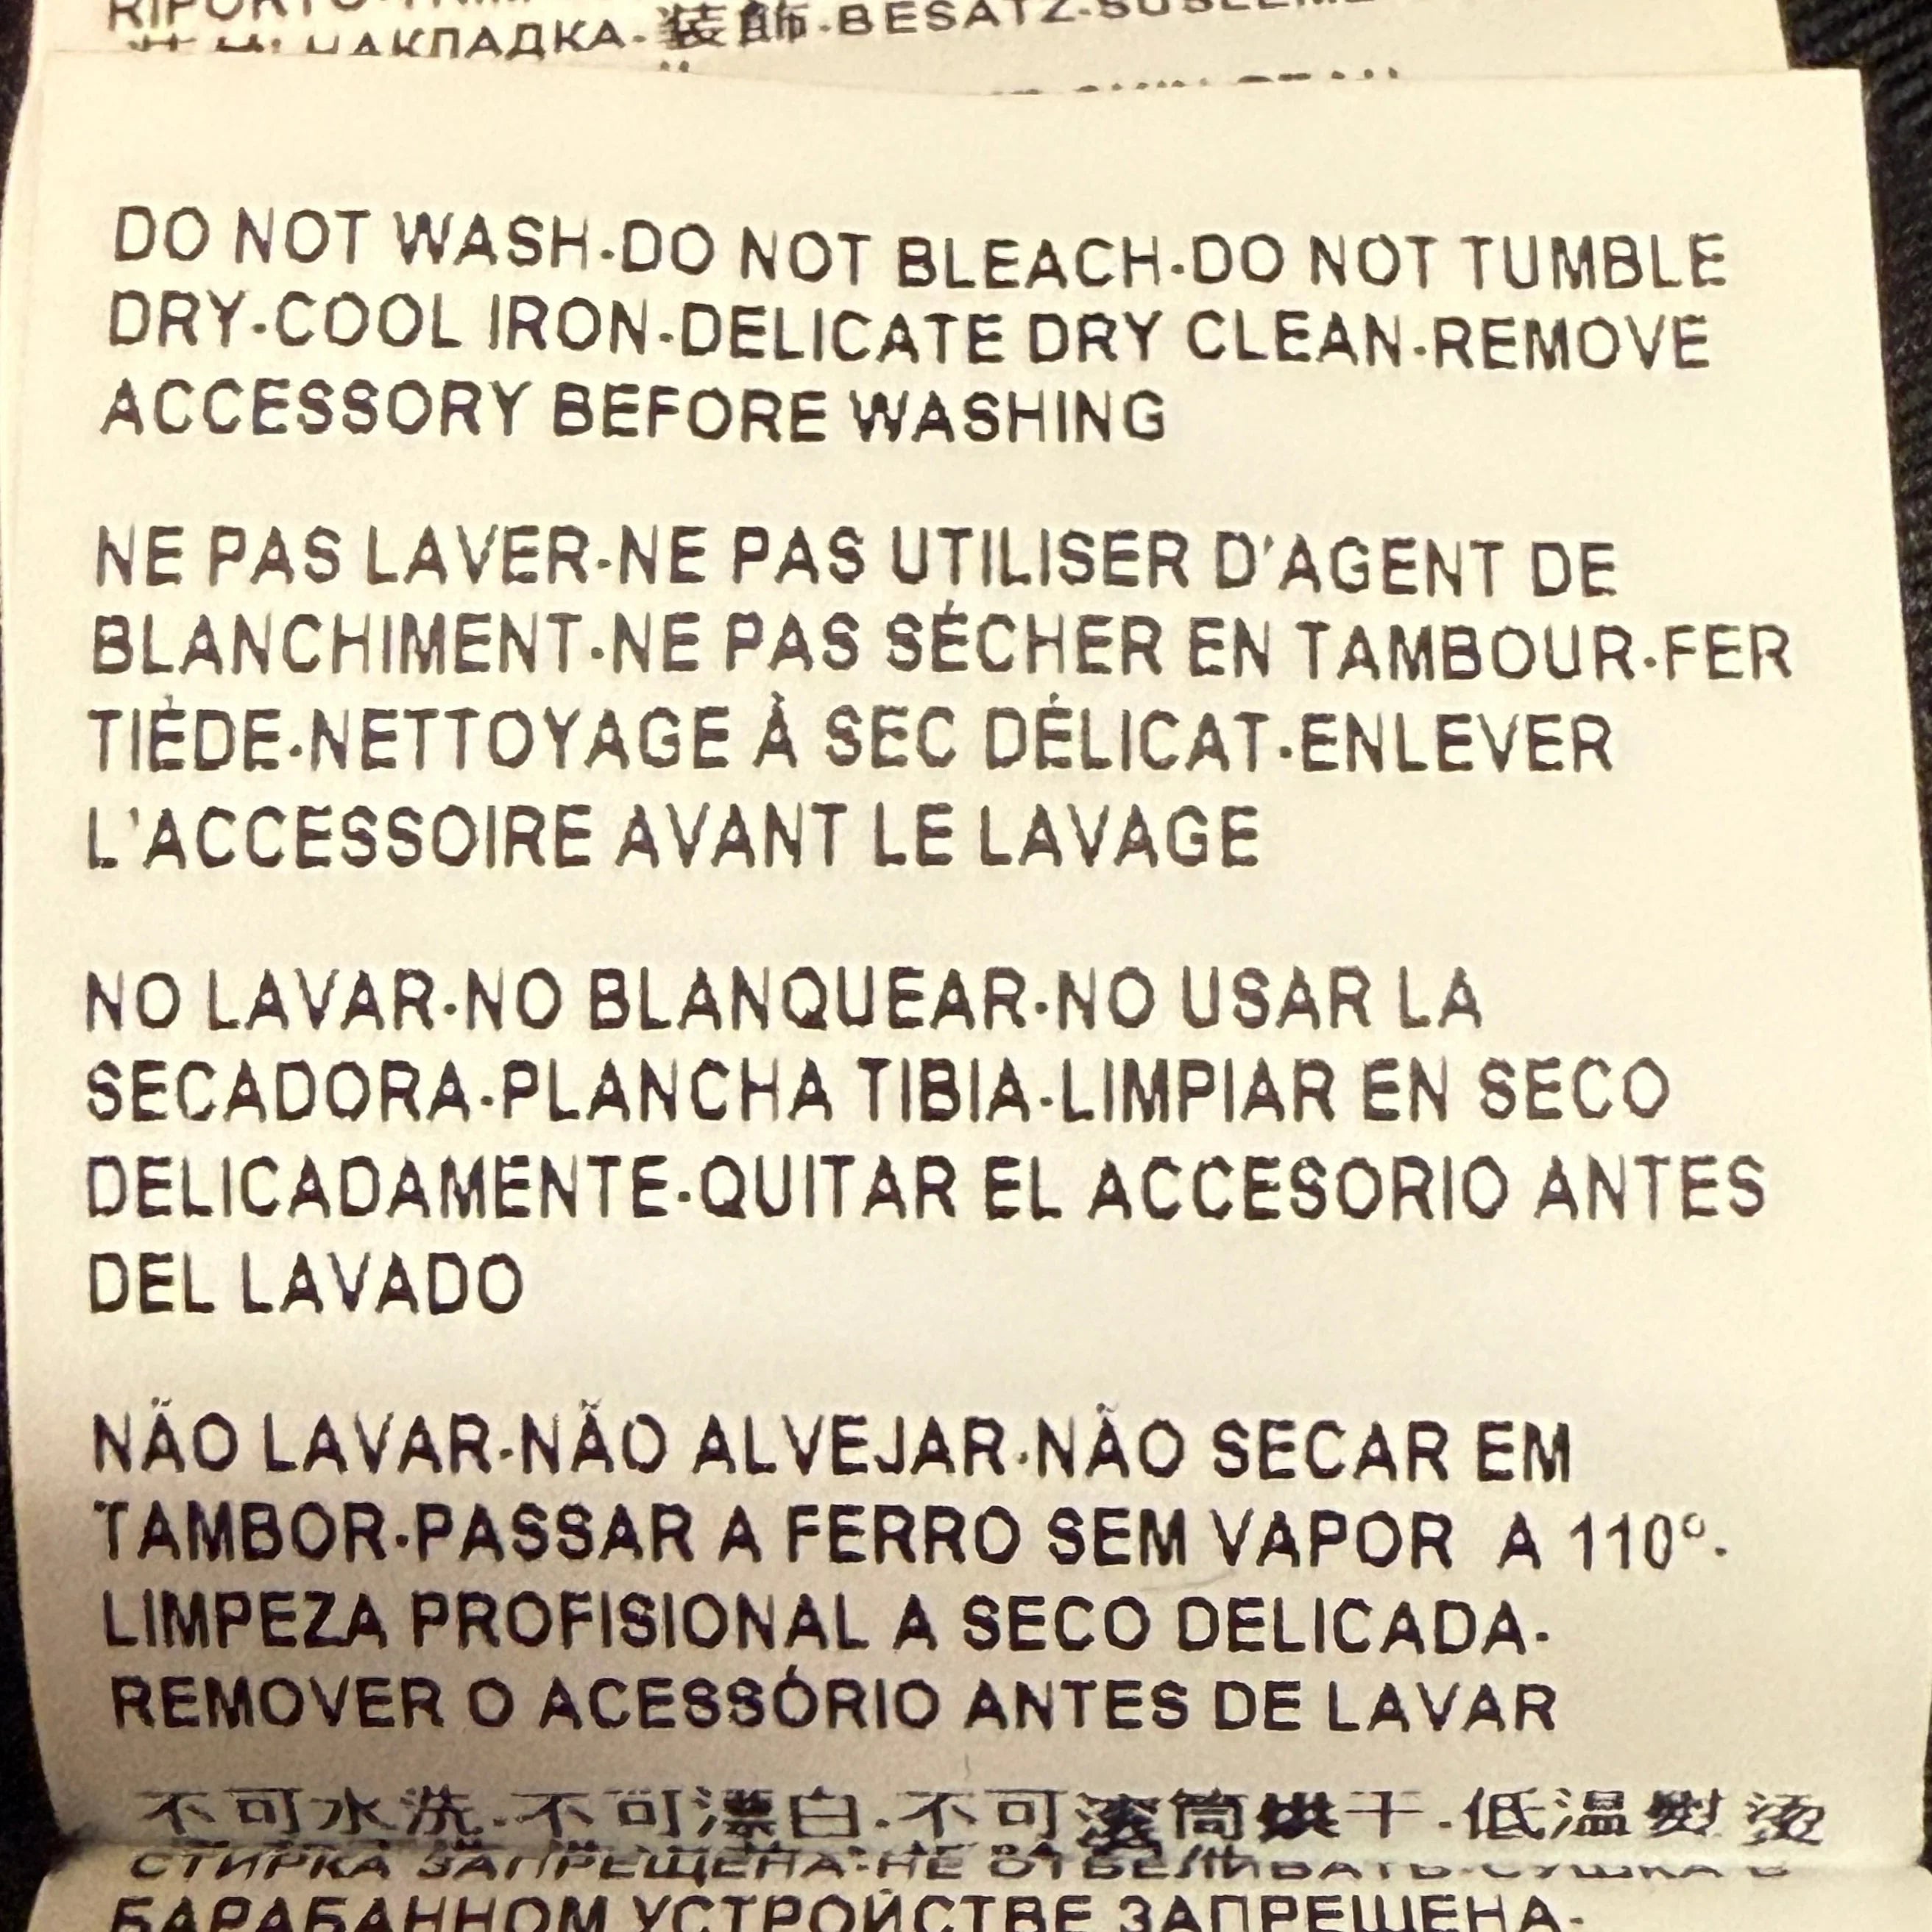 НАКЛАДКА-装飾-BESATZ-
DO NOT WASH-DO NOT BLEACH-DO NOT TUMBLE
DRY-COOL IRON-DELICATE DRY CLEAN-REMOVE
ACCESSORY BEFORE WASHING
NE PAS LAVER-NE PAS UTILISER D'AGENT DE
BLANCHIMENT-NE PAS SÉCHER EN TAMBOUR-FER
TIÈDE-NETTOYAGE À SEC DÉLICAT-ENLEVER
L'ACCESSOIRE AVANT LE LAVAGE
NO LAVAR-NO BLANQUEAR-NO USAR LA
SECADORA-PLANCHA TIBIA-LIMPIAR EN SECO
DELICADAMENTE-QUITAR EL ACCESORIO ANTES
DEL LAVADO
NÃO LAVAR-NÃO ALVEJAR-NÃO SECAR EM
TAMBOR-PASSAR A FERRO SEM VAPOR  A 110º-
LIMPEZA PROFISIONAL A SECO DELICADA-
REMOVER O ACESSÓRIO ANTES DE LAVAR
不可水洗-不可漂白-不可滚筒烘干-低温熨烫
СТИРКА ЗАПРЕЩЕНА-НЕ ОТБЕЛИВАТЬ-СУШКА В
БАРАБАННОМ УСТРОЙСТВЕ ЗАПРЕЩЕНА-